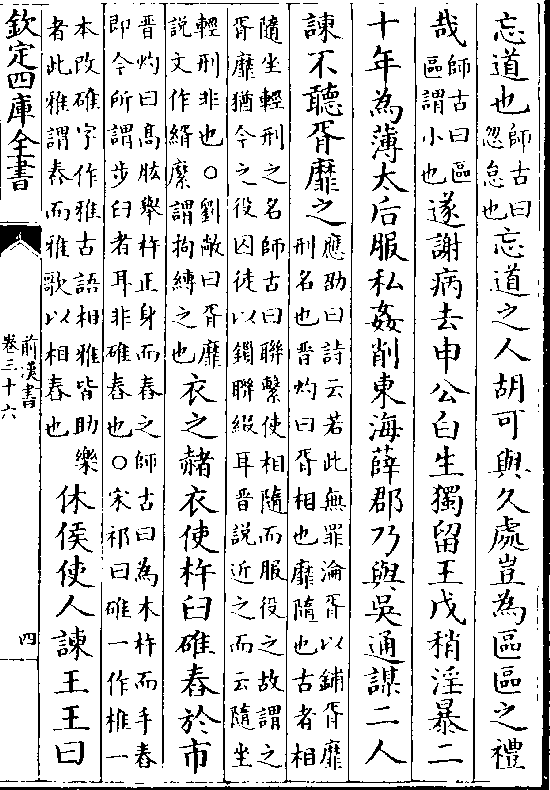 忘道也師古曰忽怠也忘道之人胡可與久處豈為區區之禮
哉師古曰區區謂小也遂謝病去申公白生獨留王戊稍淫暴二
十年為薄太后服私姦削東海薛郡乃與吳通謀二人
諫不聽胥靡之應劭曰詩云若此無罪淪胥以鋪胥靡
刑名也晉灼曰胥相也靡隨也古者相
隨坐輕刑之名師古曰聯繫使相隨而服役之故謂之
胥靡猶今之役囚徒以鎖聯綴耳晉說近之而云隨坐
輕刑非也○劉敞曰胥靡
說文作縃縻謂拘縛之也衣之赭衣使杵臼碓舂於市
晉灼曰高肱舉杵正身而舂之師古曰為木杵而手舂
即今所謂步臼者耳非碓舂也○宋祁曰碓一作椎一
本改碓字作雅古語相雅皆助樂
者此雅謂舂而雅歌以相舂也休侯使人諫王王曰
欽定四庫全書
前漢書
卷三十六
四